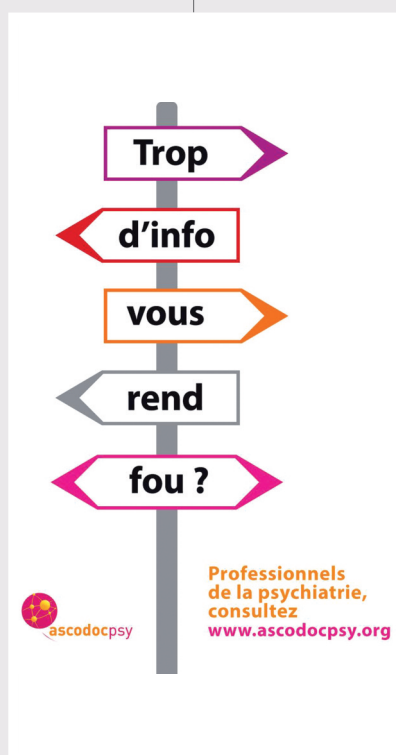 Trop
d’info
vous
rend
fou ?
Professionnels
de la psychiatrie,
consultez
www.ascodocpsy.org
ascodocpsy